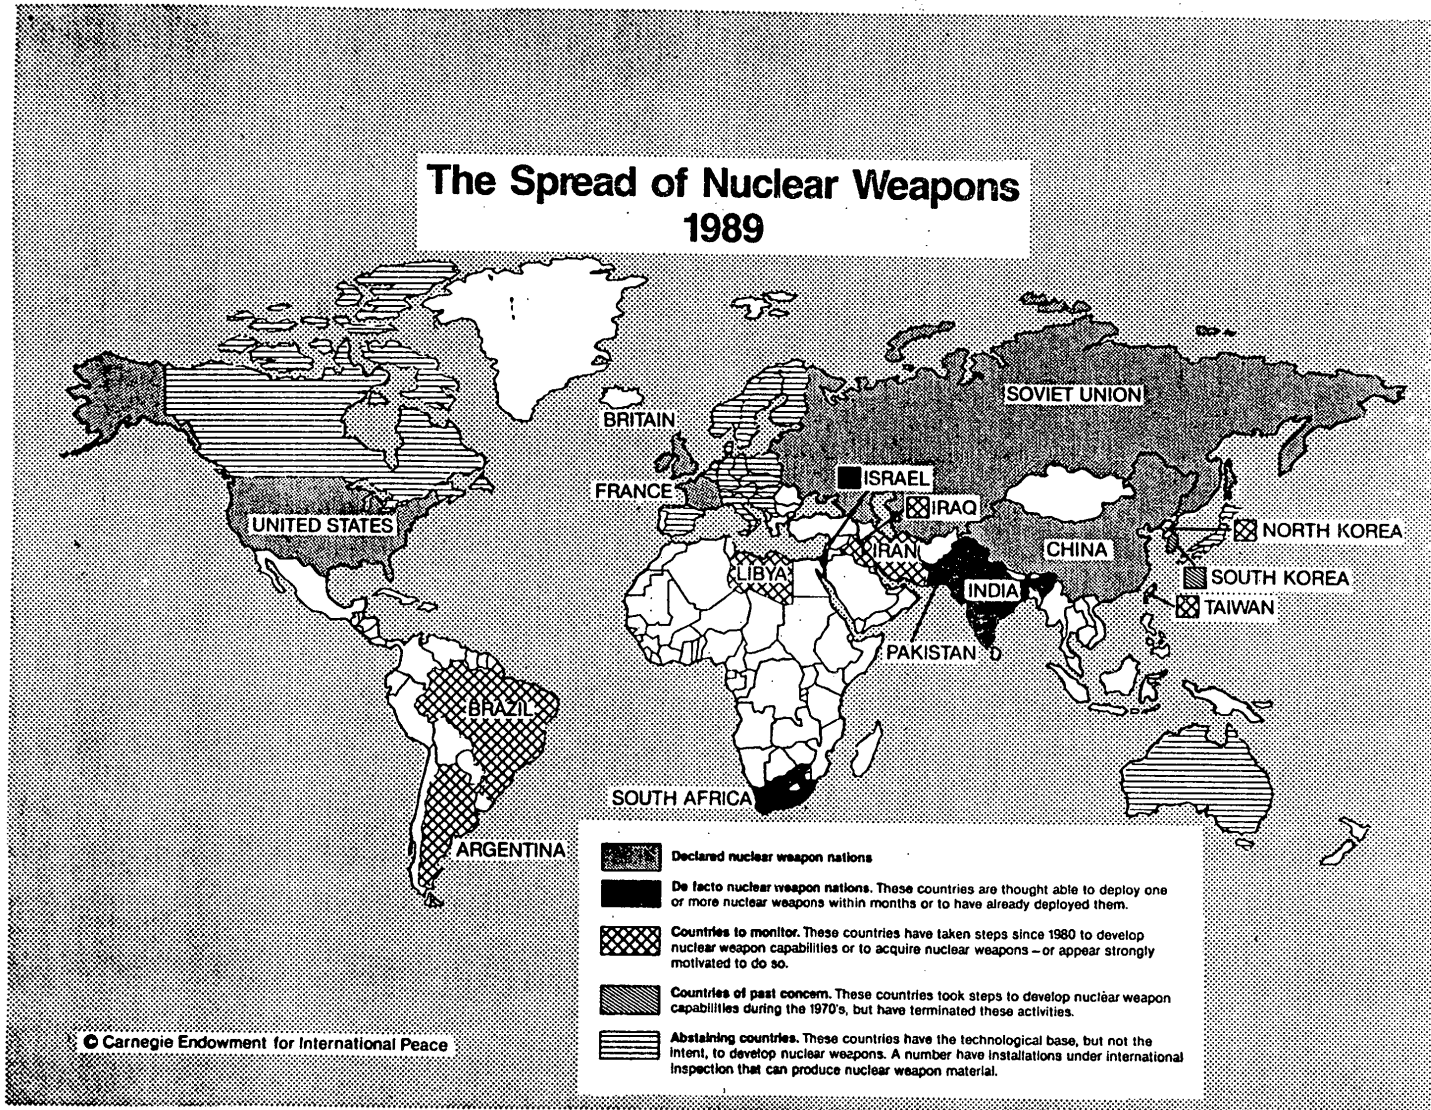 The Spread of Nuclear Weapons
1989
SOVIET UNION
BRITAIN
ISRAEL
FRANCE
IRAQ
UNITED STATES
NORTH KOREA
IRAN
CHINA
LIBYA
SOUTH KOREA
INDIA
TAIWAN
PAKISTAN
BRAZIL
SOUTH AFRICA
ARGENTINA
Declared nuclear weapon nations
De facto nuclear weapon nations. These countries are thought able to deploy one
or more nuclear weapons within months or to have already deployed them.
Countries to monitor. These countries have taken steps since 1980 to develop
nuclear weapon capabilities or to acquire nuclear weapons – or appear strongly
motivated to do so.
Countries of past concern. These countries took steps to develop nuclear weapon
capabilities during the 1970's, but have terminated these activities.
Abstaining countries. These countries have the technological base, but not the
intent, to develop nuclear weapons. A number have installations under international
inspection that can produce nuclear weapon material.
© Carnegie Endowment for International Peace